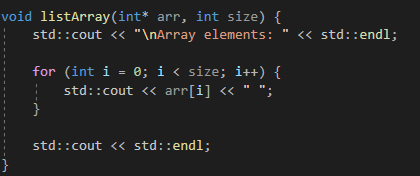 void listArray(int* arr, int size) {
    std::cout << "\nArray elements: " << std::endl;
    for (int i = 0; i < size; i++) {
        std::cout << arr[i] << " ";
    }
    std::cout << std::endl;
}